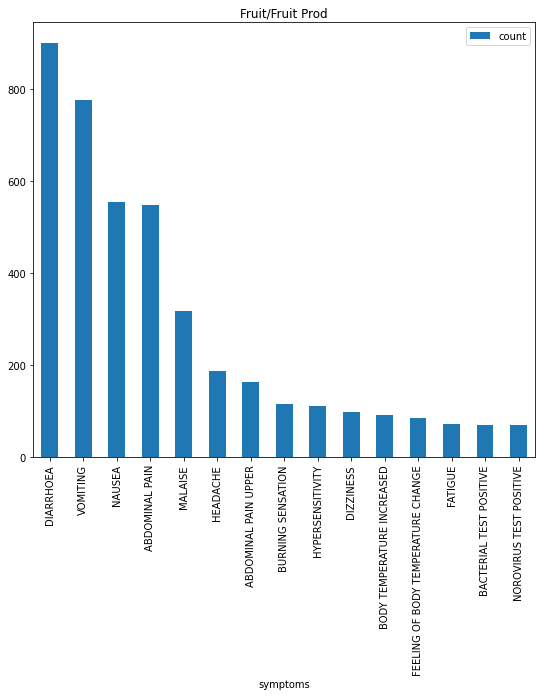 Fruit/Fruit Prod
count
800
600
400
200
0
DIARRHOEA
VOMITING
NAUSEA
ABDOMINAL PAIN
MALAISE
HEADACHE
ABDOMINAL PAIN UPPER
BURNING SENSATION
HYPERSENSITIVITY
DIZZINESS
BODY TEMPERATURE INCREASED
FEELING OF BODY TEMPERATURE CHANGE
FATIGUE
BACTERIAL TEST POSITIVE
NOROVIRUS TEST POSITIVE
symptoms